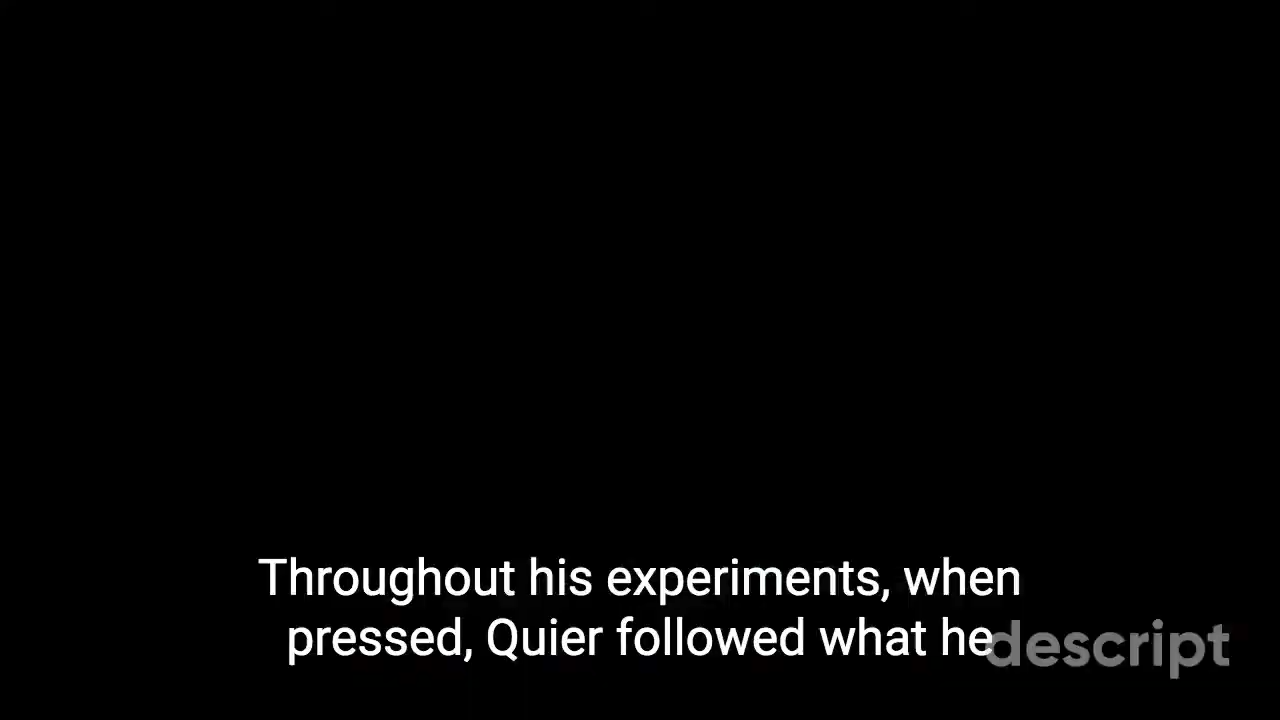 Throughout his experiments, when
pressed, Quier followed what he
descript